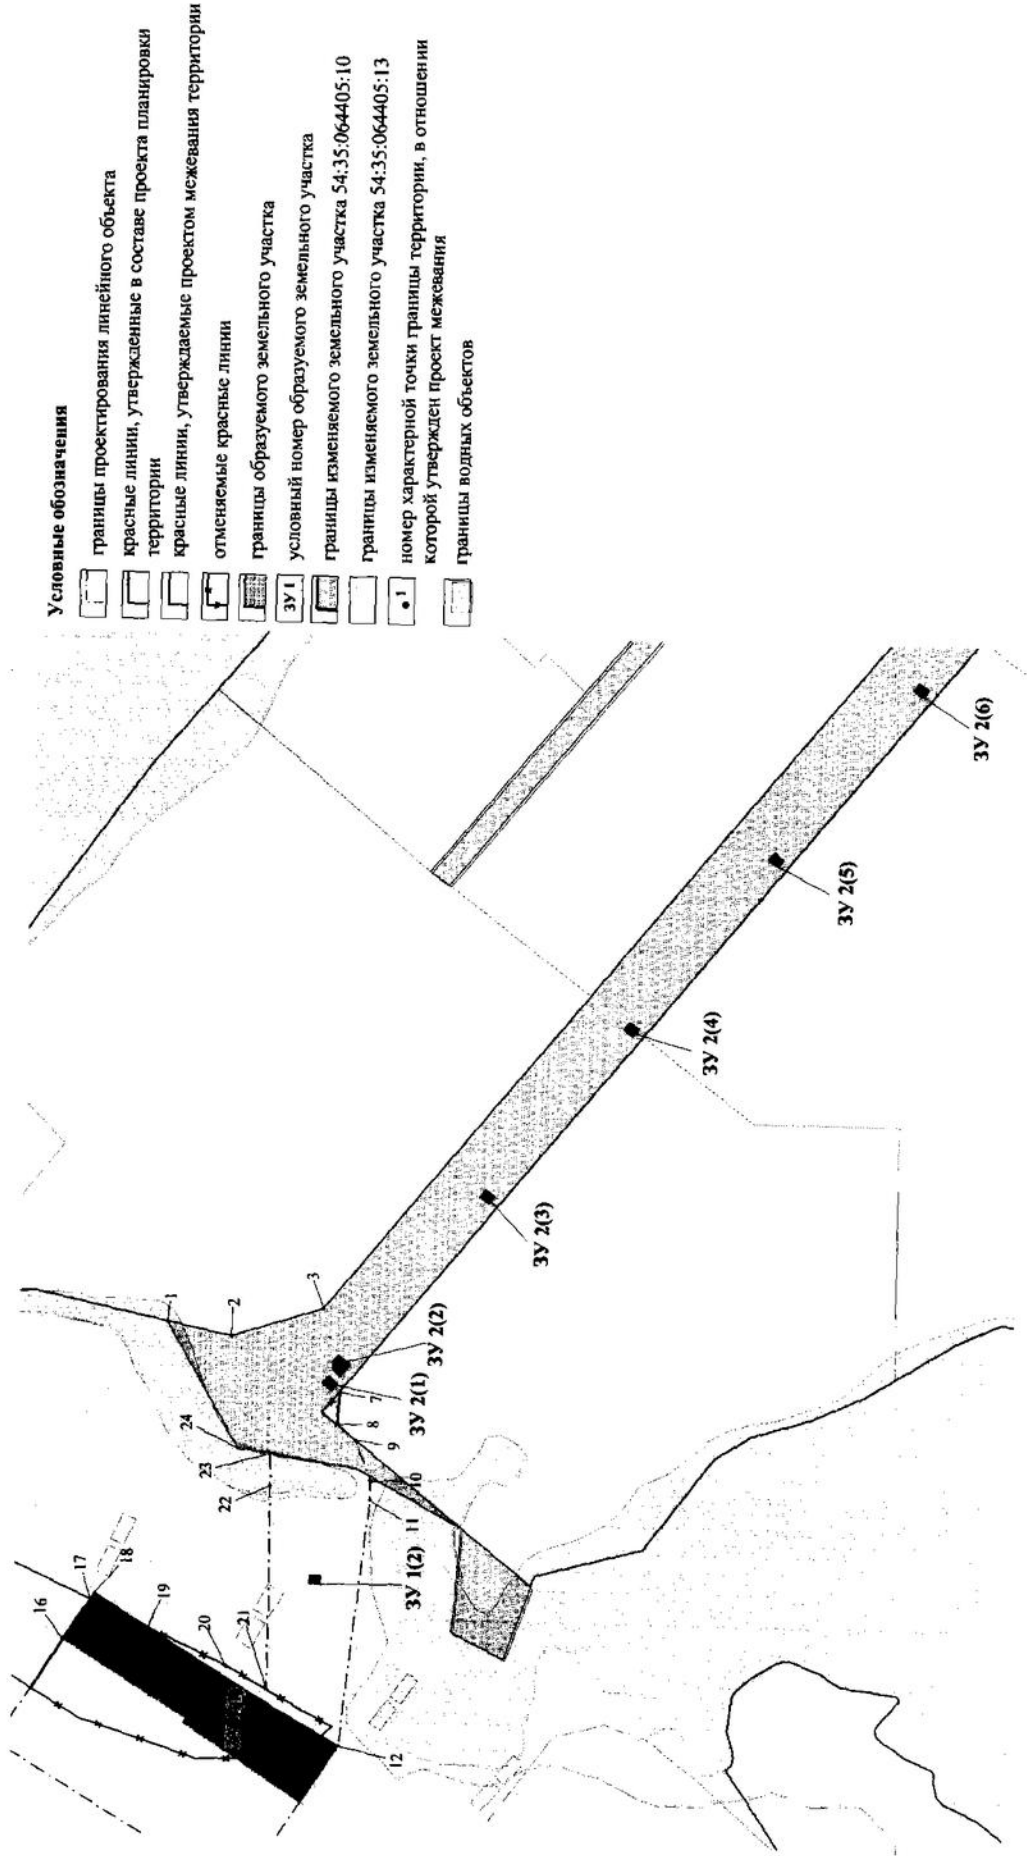 Условные обозначения
границы проектирования линейного объекта
красные линии, утвержденные в составе проекта планировки
территории
красные линии, утверждаемые проектом межевания территории
отменяемые красные линии
границы образуемого земельного участка
ЗУ 1
условный номер образуемого земельного участка
границы изменяемого земельного участка 54:35:064405:10
границы изменяемого земельного участка 54:35:064405:13
1
номер характерной точки границы территории, в отношении
которой утвержден проект межевания
границы водных объектов
16
17
18
19
20
21
22
23
24
1
2
3
7
8
9
10
11
12
ЗУ 1(2)
ЗУ 2(1)
ЗУ 2(2)
ЗУ 2(3)
ЗУ 2(4)
ЗУ 2(5)
ЗУ 2(6)